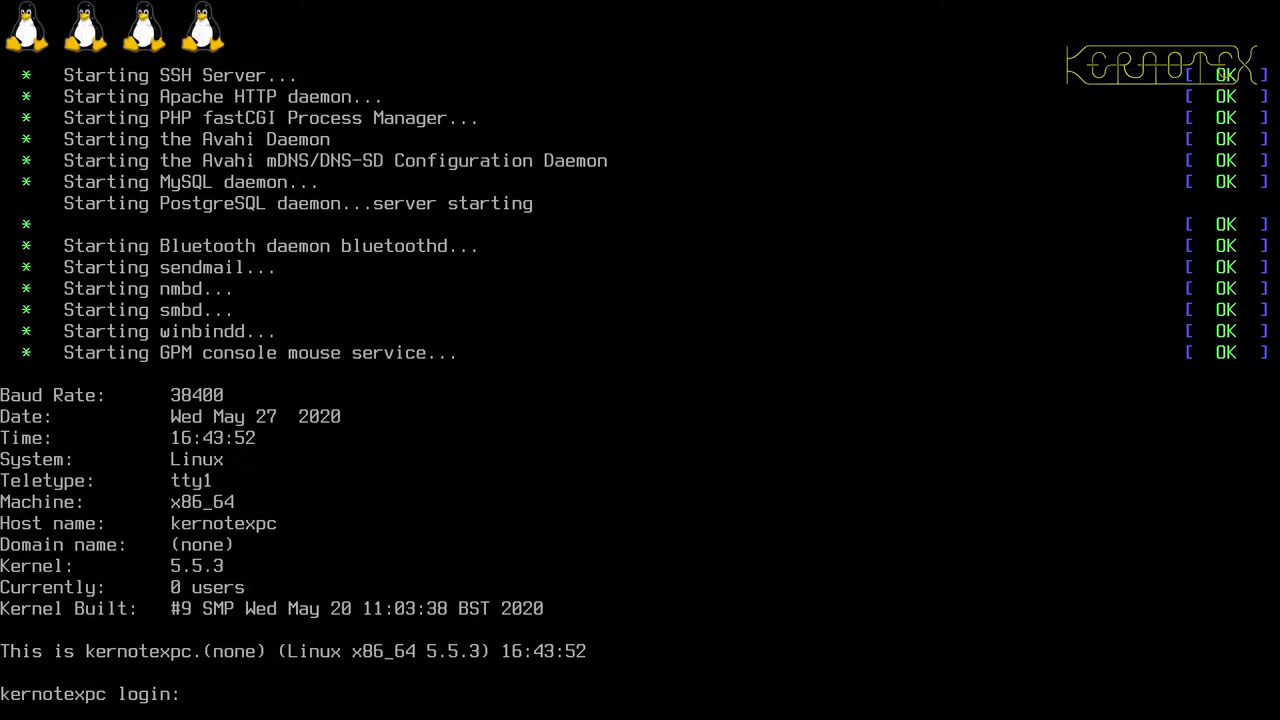 KERNOTEX
* Starting SSH Server... [ OK ]
* Starting Apache HTTP daemon... [ OK ]
* Starting PHP fastCGI Process Manager... [ OK ]
* Starting the Avahi Daemon [ OK ]
* Starting the Avahi mDNS/DNS-SD Configuration Daemon [ OK ]
* Starting MySQL daemon... [ OK ]
Starting PostgreSQL daemon...server starting
* [ OK ]
* Starting Bluetooth daemon bluetoothd... [ OK ]
* Starting sendmail... [ OK ]
* Starting nmbd... [ OK ]
* Starting smbd... [ OK ]
* Starting winbindd... [ OK ]
* Starting GPM console mouse service... [ OK ]
Baud Rate: 38400
Date: Wed May 27  2020
Time: 16:43:52
System: Linux
Teletype: tty1
Machine: x86_64
Host name: kernotexpc
Domain name: (none)
Kernel: 5.5.3
Currently: 0 users
Kernel Built: #9 SMP Wed May 20 11:03:38 BST 2020
This is kernotexpc.(none) (Linux x86_64 5.5.3) 16:43:52
kernotexpc login: